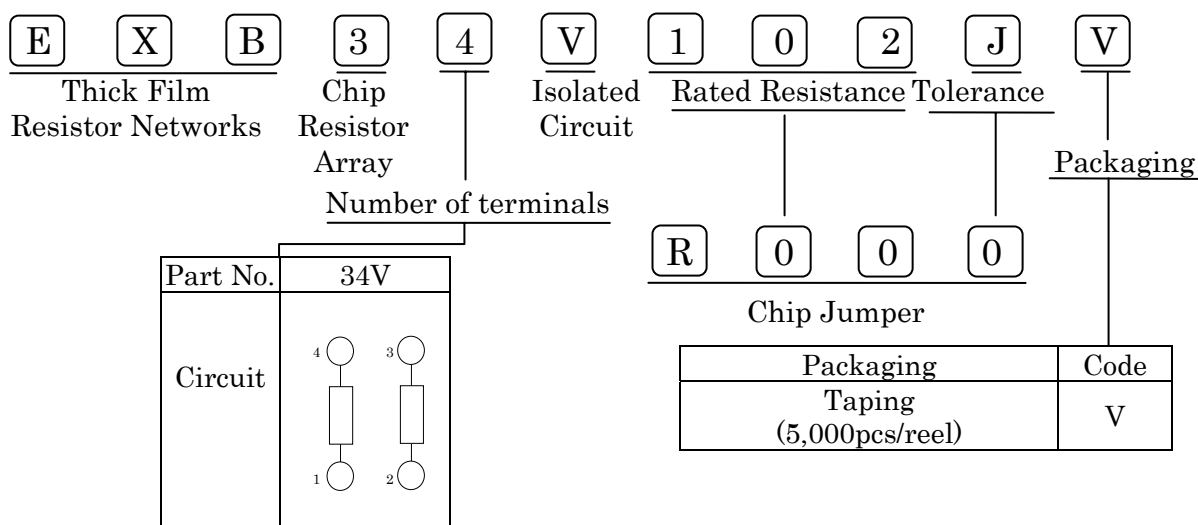 E X B 3 4 V 1 0 2 J V
Thick Film
Resistor Networks
Chip
Resistor
Array
Isolated
Circuit
Rated Resistance
Tolerance
Packaging
Number of terminals
R 0 0 0
Chip Jumper
Part No. 34V
Circuit
4 3
1 2
Packaging Code
Taping
(5,000pcs/reel)
V